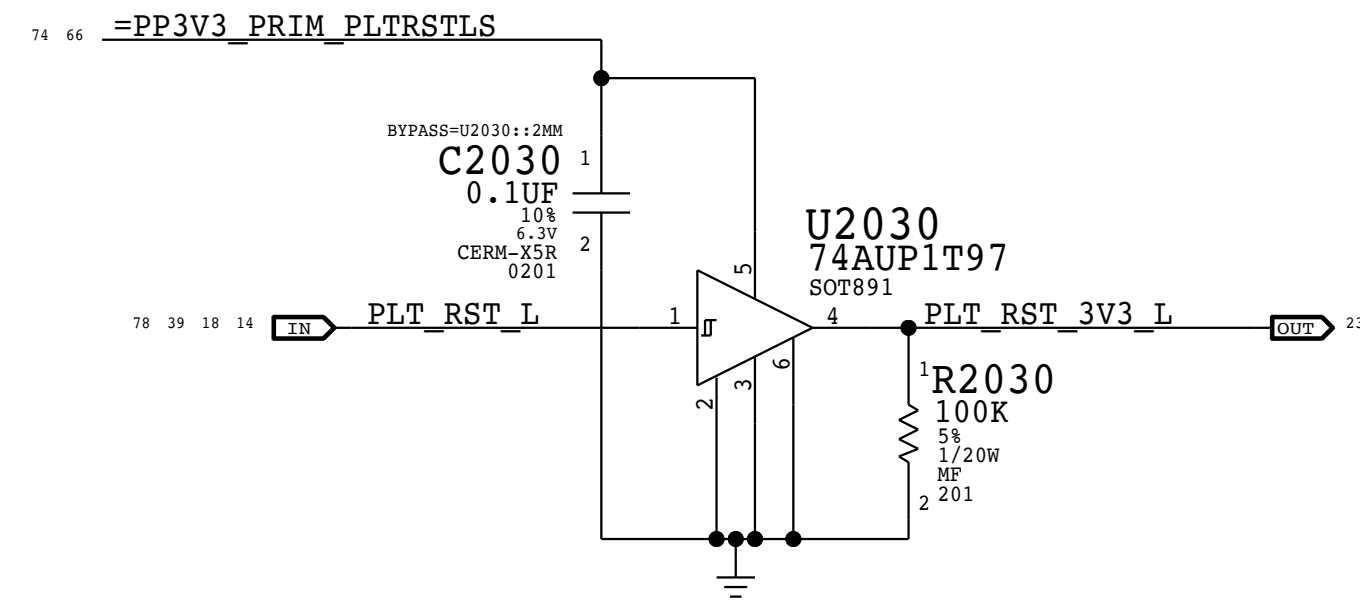 74 66 =PP3V3_PRIM_PLTRSTLS
BYPASS=U2030::2MM
C2030 1
0.1UF
10%
6.3V
2
CERM-X5R
0201
U2030
74AUP1T97
SOT891
5
78 39 18 14 IN PLT_RST_L 1
4 PLT_RST_3V3_L OUT 23
2 3 6
1 R2030
100K
5%
1/20W
MF
201
2